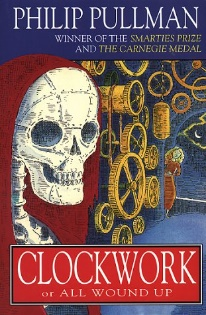 PHILIP PULLMAN
WINNER OF THE SMARTIES PRIZE
AND THE CARNEGIE MEDAL
CLOCKWORK
or ALL WOUND UP